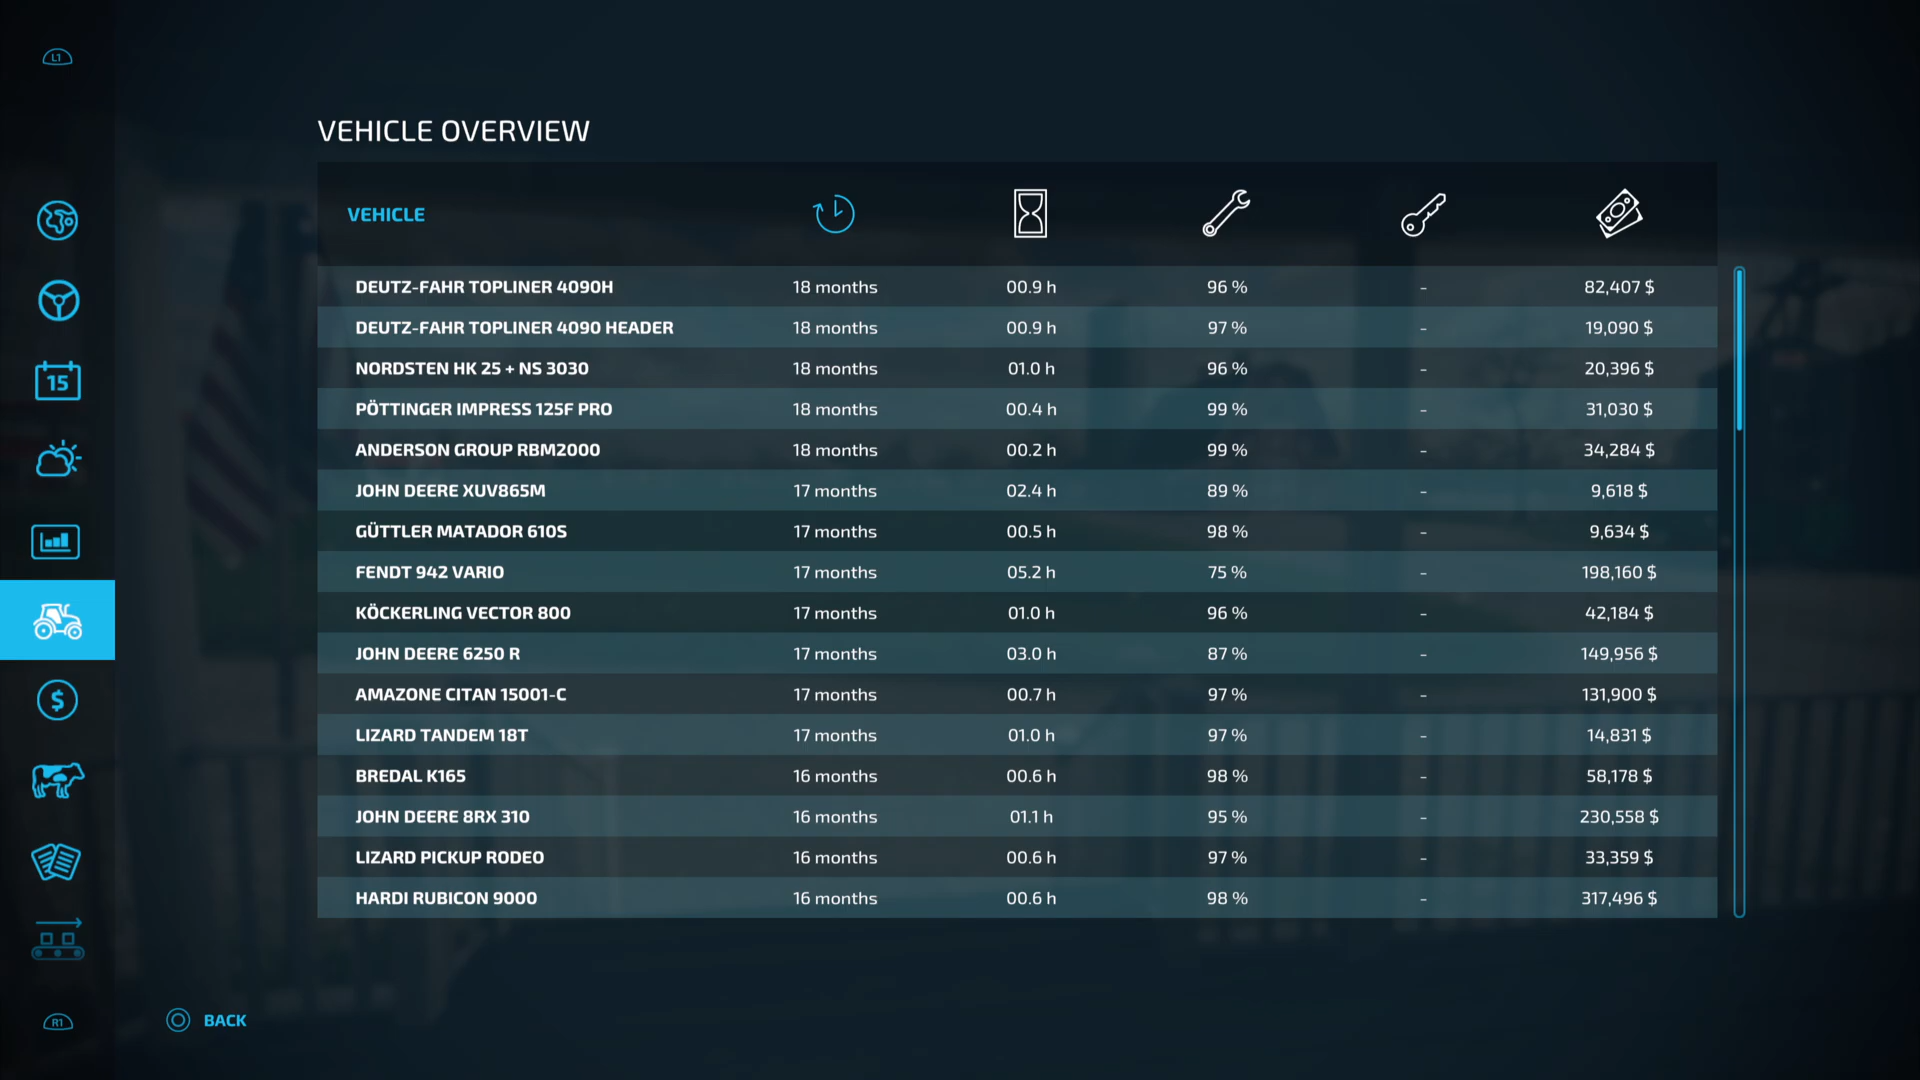 L1
VEHICLE OVERVIEW
VEHICLE
DEUTZ-FAHR TOPLINER 4090H 18 months 00.9 h 96 % - 82,407 $
DEUTZ-FAHR TOPLINER 4090 HEADER 18 months 00.9 h 97 % - 19,090 $
NORDSTEN HK 25 + NS 3030 18 months 01.0 h 96 % - 20,396 $
PÖTTINGER IMPRESS 125F PRO 18 months 00.4 h 99 % - 31,030 $
ANDERSON GROUP RBM2000 18 months 00.2 h 99 % - 34,284 $
JOHN DEERE XUV865M 17 months 02.4 h 89 % - 9,618 $
GÜTTLER MATADOR 610S 17 months 00.5 h 98 % - 9,634 $
FENDT 942 VARIO 17 months 05.2 h 75 % - 198,160 $
KÖCKERLING VECTOR 800 17 months 01.0 h 96 % - 42,184 $
JOHN DEERE 6250 R 17 months 03.0 h 87 % - 149,956 $
AMAZONE CITAN 15001-C 17 months 00.7 h 97 % - 131,900 $
LIZARD TANDEM 18T 17 months 01.0 h 97 % - 14,831 $
BREDAL K165 16 months 00.6 h 98 % - 58,178 $
JOHN DEERE 8RX 310 16 months 01.1 h 95 % - 230,558 $
LIZARD PICKUP RODEO 16 months 00.6 h 97 % - 33,359 $
HARDI RUBICON 9000 16 months 00.6 h 98 % - 317,496 $
15
$
R1
BACK